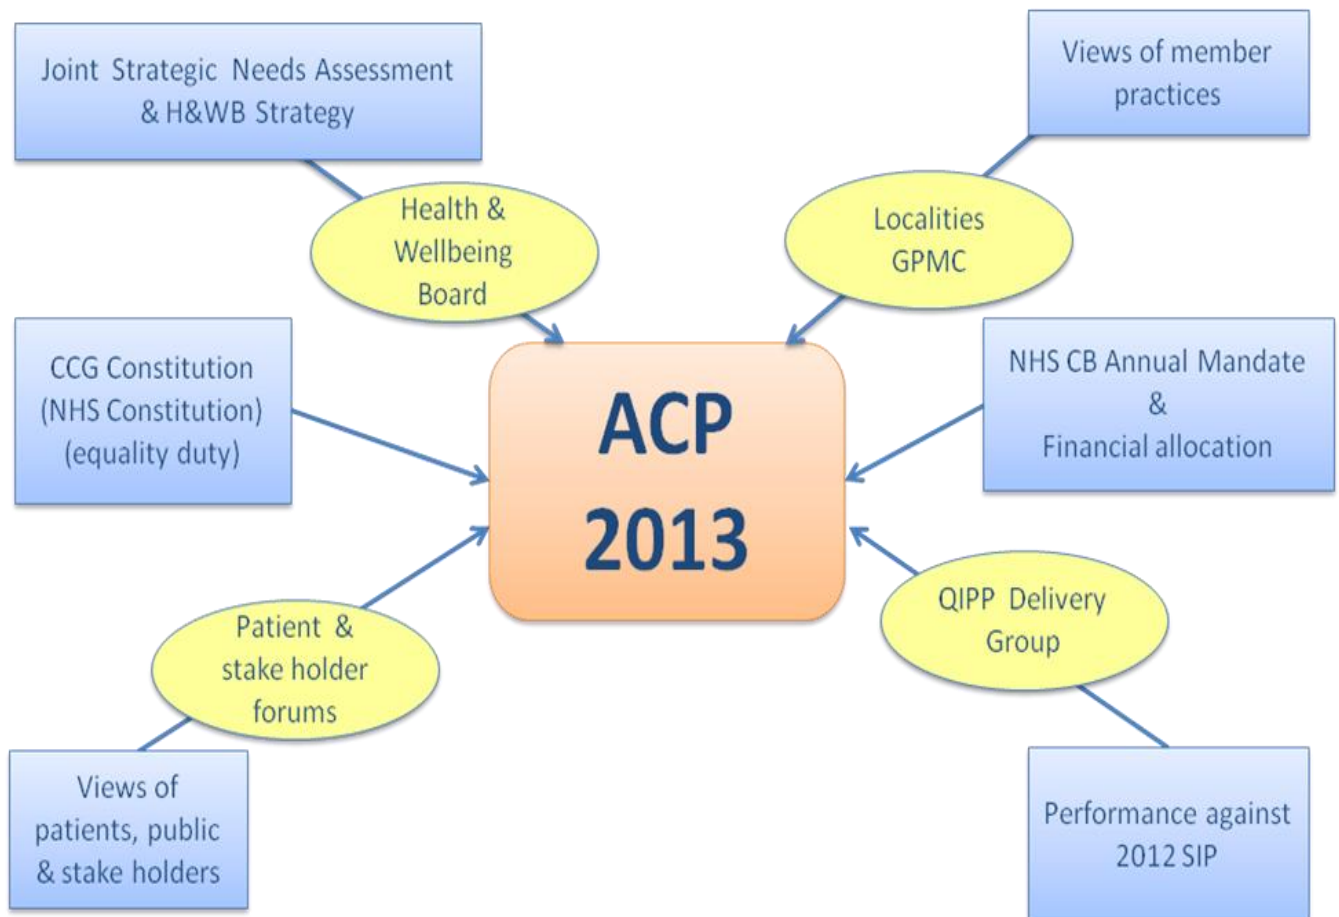 Joint Strategic Needs Assessment
& H&WB Strategy
Views of member
practices
Health &
Wellbeing
Board
Localities
GPMC
CCG Constitution
(NHS Constitution)
(equality duty)
ACP
2013
NHS CB Annual Mandate
&
Financial allocation
Patient &
stake holder
forums
QIPP Delivery
Group
Views of
patients, public
& stake holders
Performance against
2012 SIP